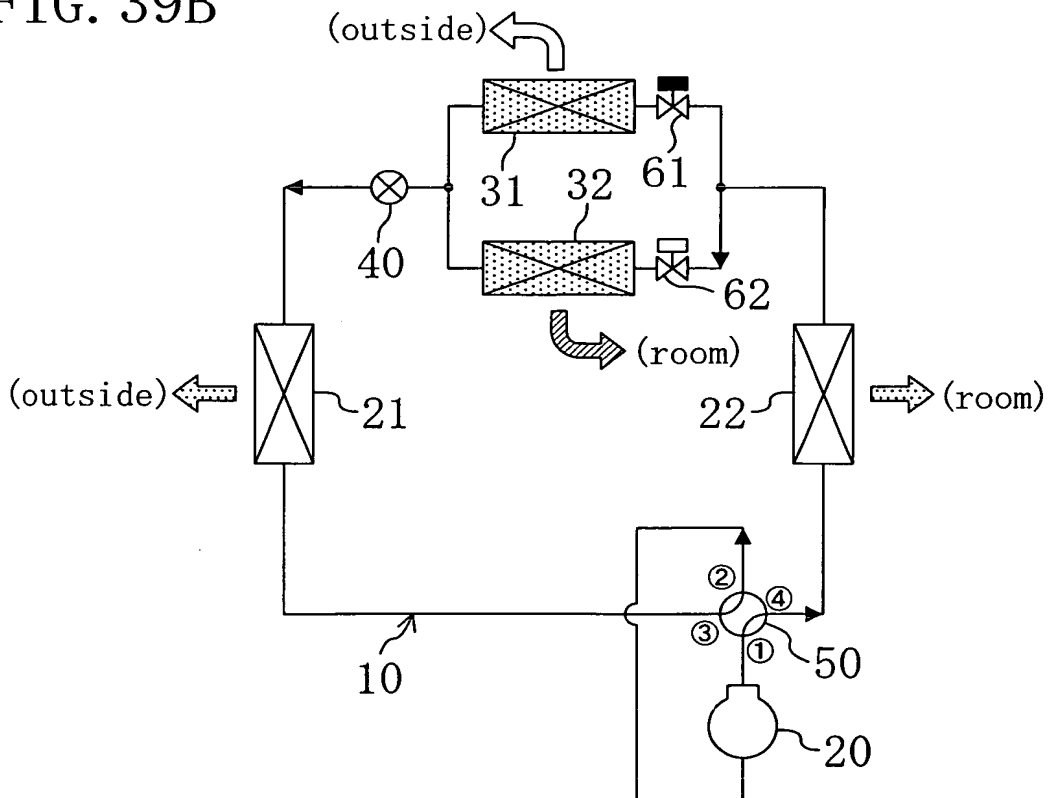 FIG. 39B
(outside)
61
31
32
40
62
(room)
(outside)
21
22
(room)
②
④
③
①
50
10
20